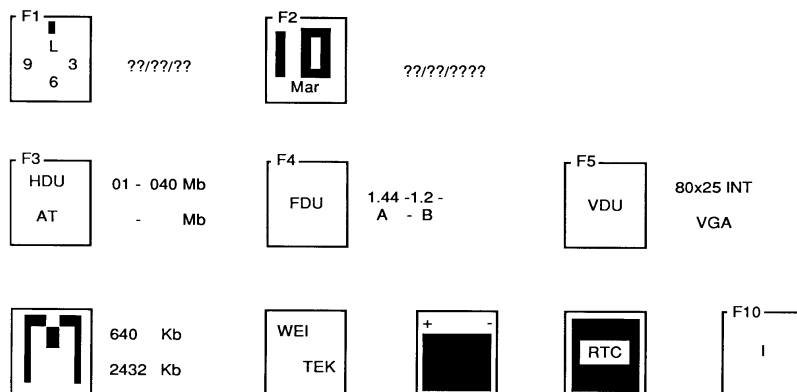 F1
L
9 3
6
??/??/??
F2
10
Mar
??/??/????
F3
HDU
AT
01 - 040 Mb
- Mb
F4
FDU
1.44 -1.2 -
A - B
F5
VDU
80x25 INT
VGA
M
640 Kb
2432 Kb
WEI
TEK
+ -
RTC
F10
I